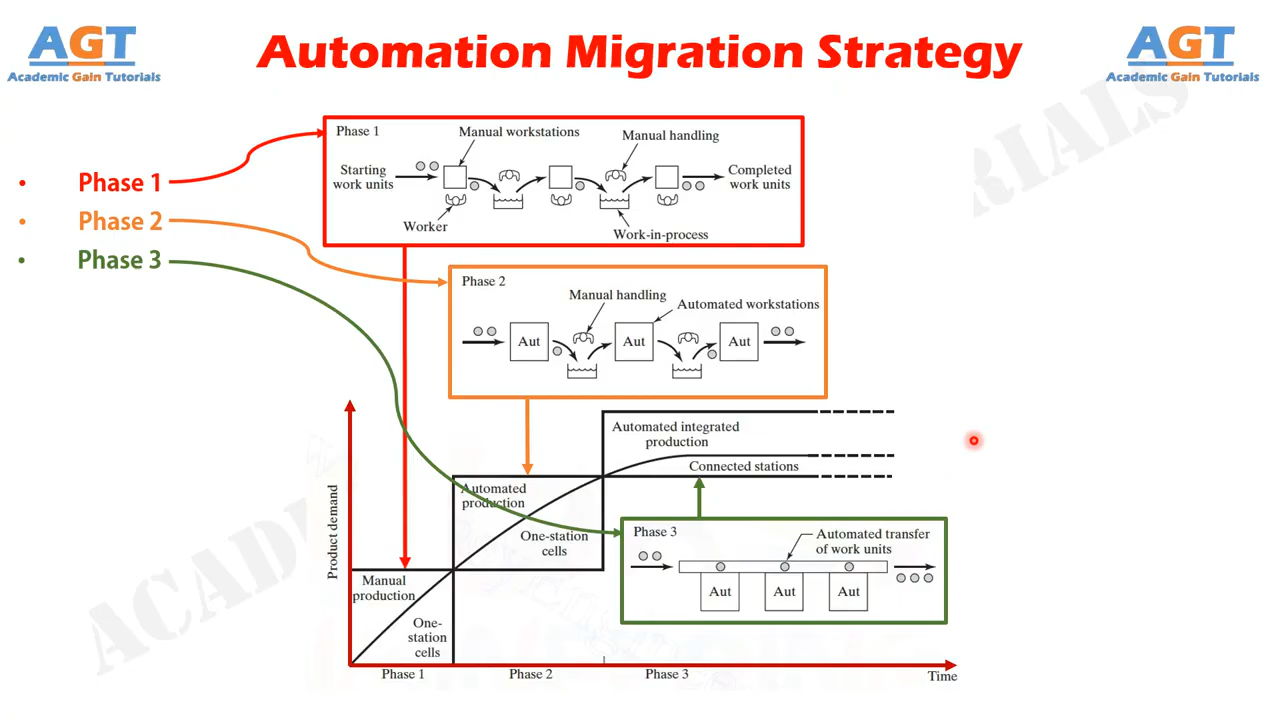 AGT
Academic Gain Tutorials
Automation Migration Strategy
AGT
Academic Gain Tutorials
• Phase 1
• Phase 2
• Phase 3
Phase 1
Manual workstations
Manual handling
Starting
work units
Completed
work units
Worker
Work-in-process
Phase 2
Manual handling
Automated workstations
Aut
Aut
Aut
Product demand
Automated integrated
production
Connected stations
Automated
production
One-station
cells
Phase 3
Automated transfer
of work units
Aut
Aut
Aut
Manual
production
One-
station
cells
Phase 1
Phase 2
Phase 3
Time
ACAD
RIALS